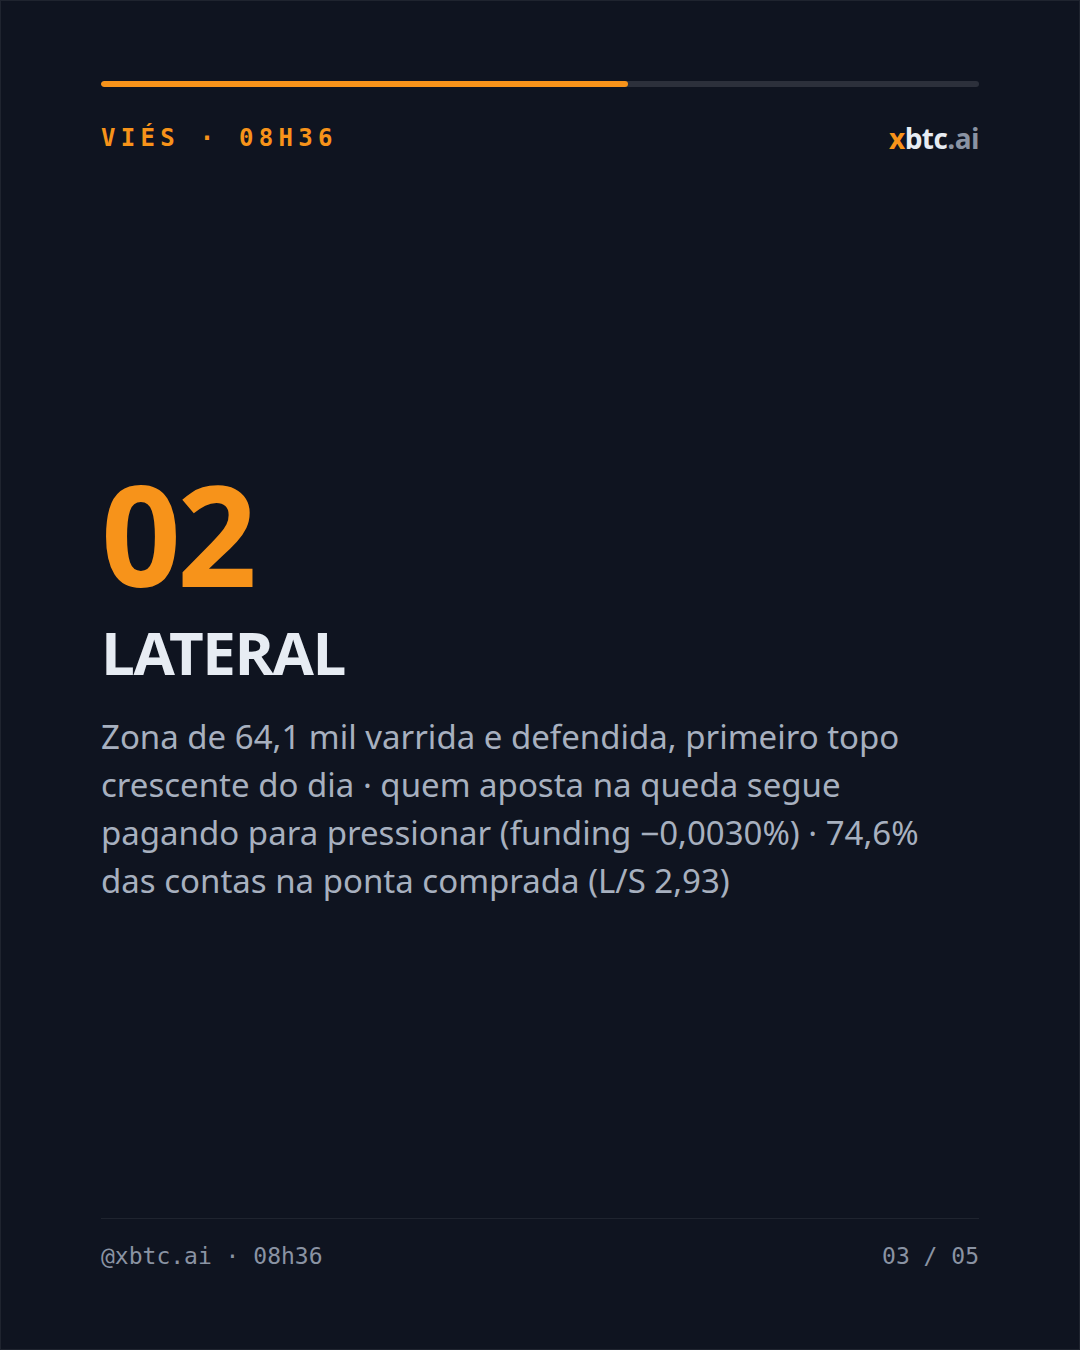 VIÉS · 08H36
xbtc.ai
02
LATERAL
Zona de 64,1 mil varrida e defendida, primeiro topo
crescente do dia · quem aposta na queda segue
pagando para pressionar (funding −0,0030%) · 74,6%
das contas na ponta comprada (L/S 2,93)
@xbtc.ai · 08h36
03 / 05